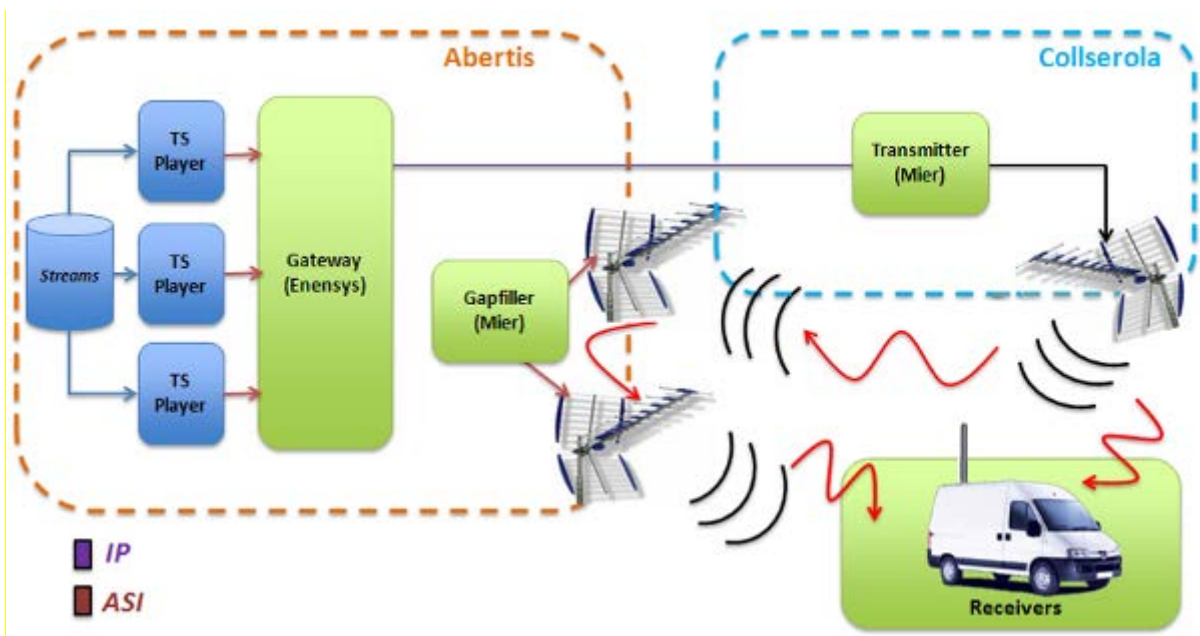 Abertis
Collserola
TS
Player
Transmitter
(Mier)
Streams
TS
Player
Gateway
(Enensys)
Gapfiller
(Mier)
TS
Player
IP
ASI
Receivers